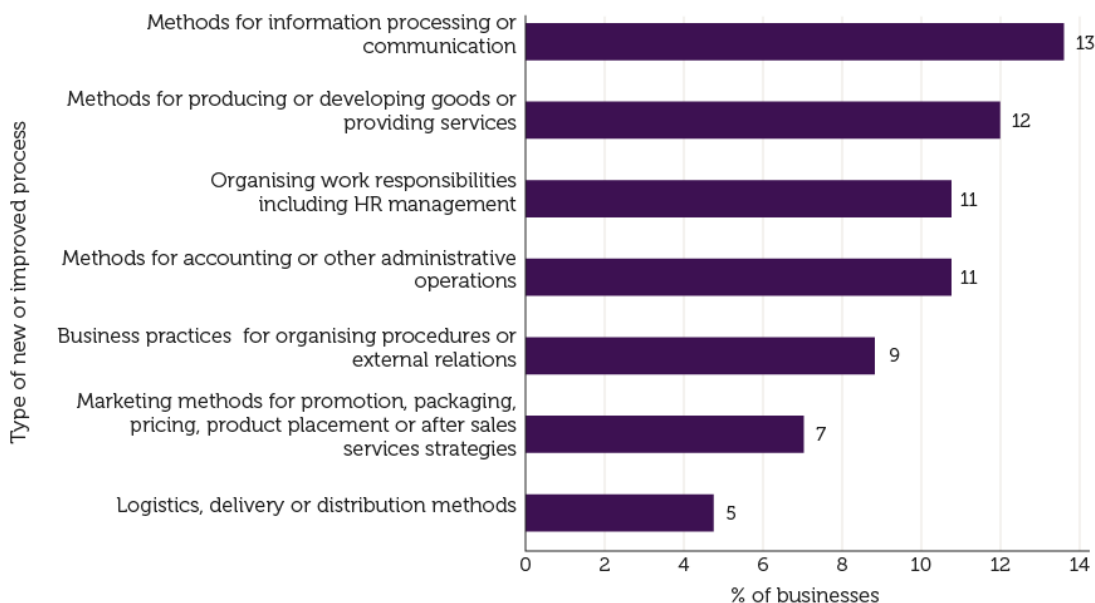 Type of new or improved process
Methods for information processing or
communication
13
Methods for producing or developing goods or
providing services
12
Organising work responsibilities
including HR management
11
Methods for accounting or other administrative
operations
11
Business practices  for organising procedures or
external relations
9
Marketing methods for promotion, packaging,
pricing, product placement or after sales
services strategies
7
Logistics, delivery or distribution methods
5
0 2 4 6 8 10 12 14
% of businesses